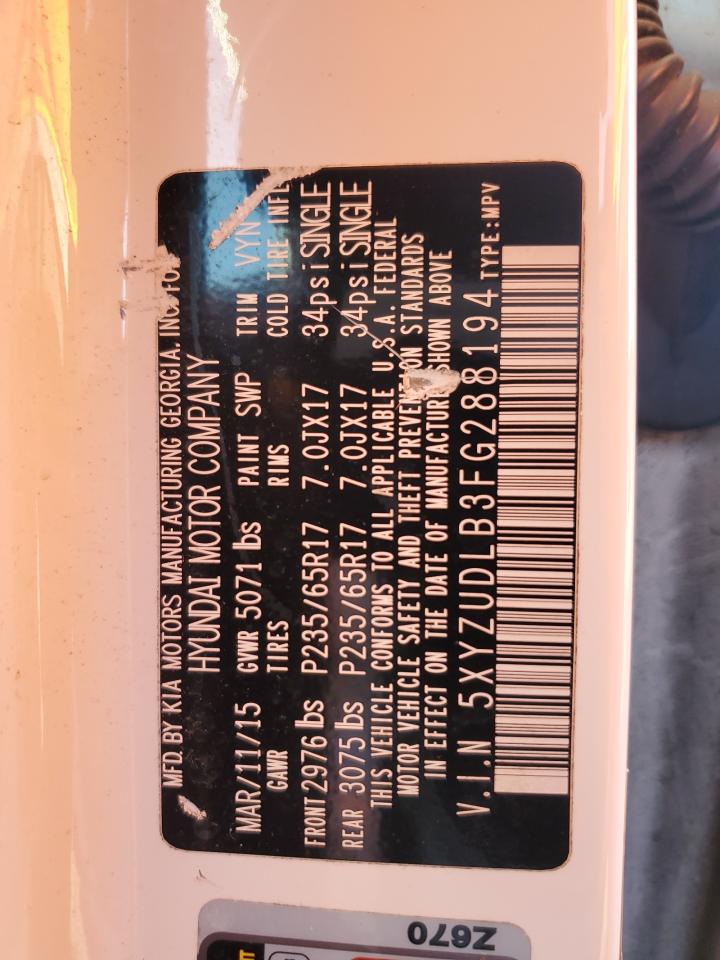 MFD. BY KIA MOTORS MANUFACTURING GEORGIA. INC. FOR
HYUNDAI MOTOR COMPANY
MAR/11/15 GVWR 5071 lbs PAINT SWP TRIM VYN
GAWR TIRES RIMS COLD TIRE
FRONT 2976 lbs P235/65R17 7.0JX17 34psi SINGLE
REAR 3075 lbs P235/65R17 7.0JX17 34psi SINGLE
THIS VEHICLE CONFORMS TO ALL APPLICABLE U.S.A. FEDERAL
MOTOR VEHICLE SAFETY AND THEFT PREVENTION STANDARDS
IN EFFECT ON THE DATE OF MANUFACTURE SHOWN ABOVE
V.I.N 5XYZUDLB3FG288194 TYPE:MPV
Z670